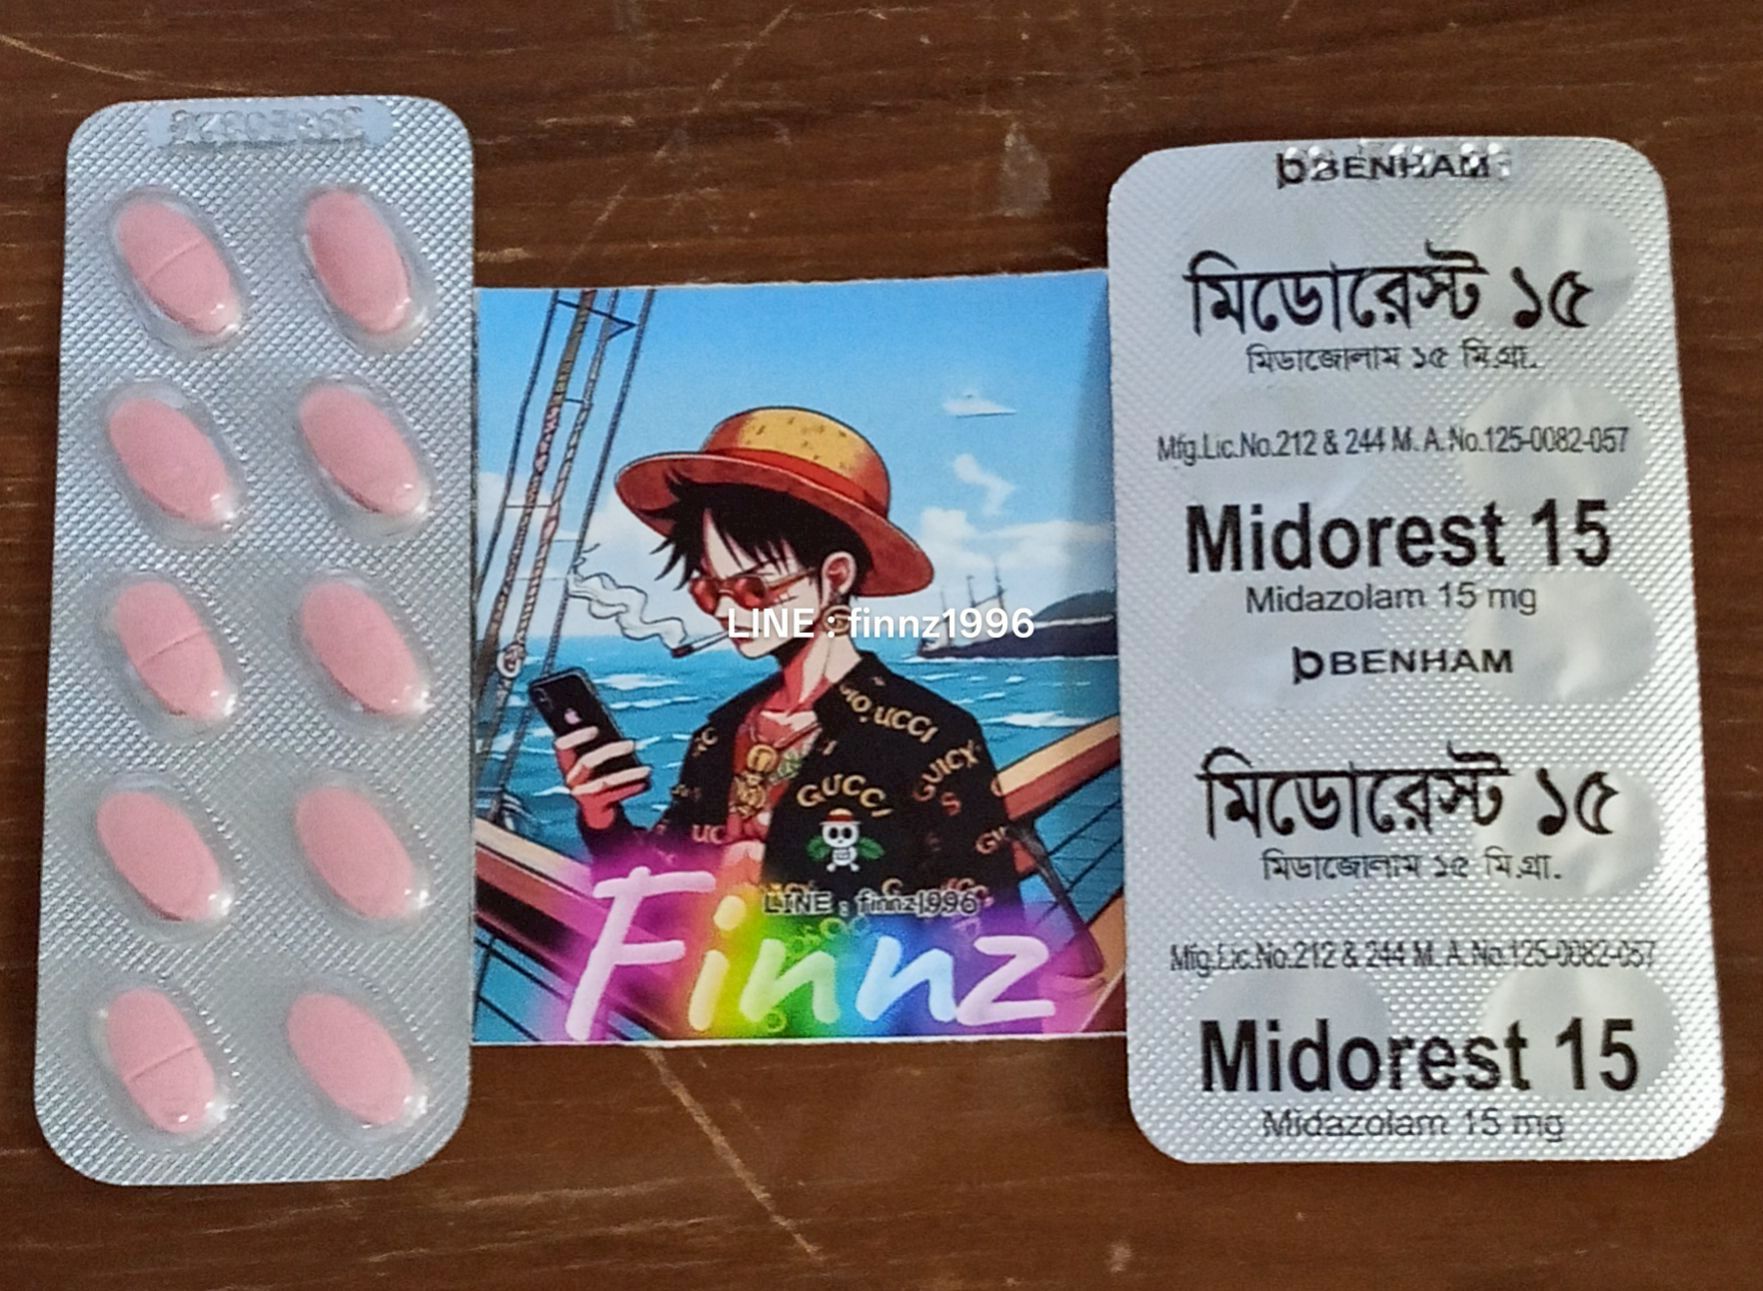 BENHAM
মিডোরেস্ট ১৫
মিডাজোলাম ১৫ মি.গ্রা.
Mfg.Lic.No.212 & 244 M. A. No.125-0082-057
Midorest 15
Midazolam 15 mg
BENHAM
মিডোরেস্ট ১৫
মিডাজোলাম ১৫ মি.গ্রা.
Mfg.Lic.No.212 & 244 M. A. No.125-0082-057
Midorest 15
Midazolam 15 mg
LINE : finnz1996
GUCCI
LINE : finnz1996
Finnz